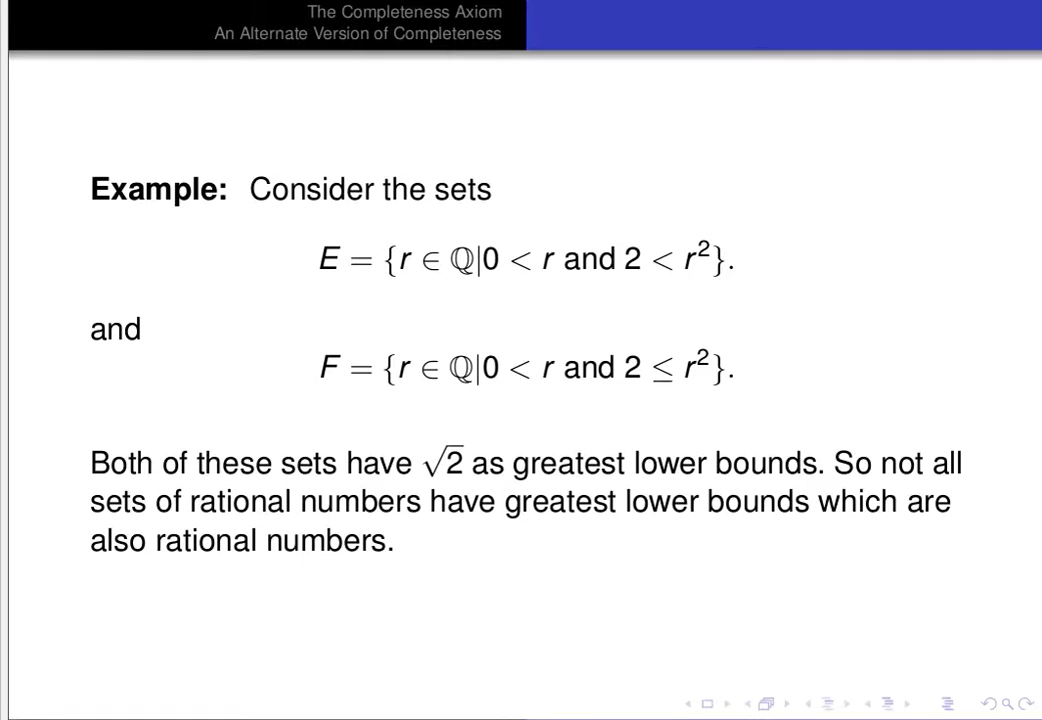 The Completeness Axiom
An Alternate Version of Completeness
Example: Consider the sets
E = {r ∈ ℚ|0 < r and 2 < r²}.
and
F = {r ∈ ℚ|0 < r and 2 ≤ r²}.
Both of these sets have √2 as greatest lower bounds. So not all
sets of rational numbers have greatest lower bounds which are
also rational numbers.